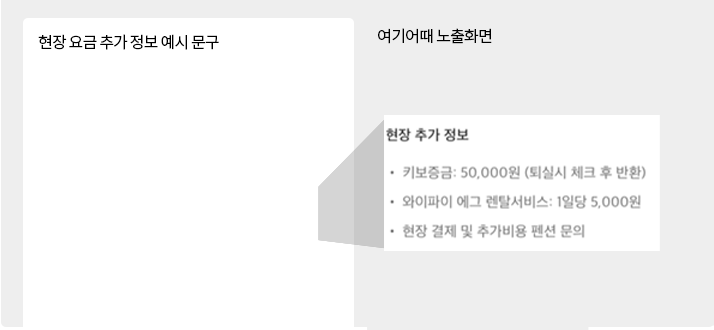 현장 요금 추가 정보 예시 문구
여기어때 노출화면
현장 추가 정보
• 키보증금: 50,000원 (퇴실시 체크 후 반환)
• 와이파이 에그 렌탈서비스: 1일당 5,000원
• 현장 결제 및 추가비용 펜션 문의